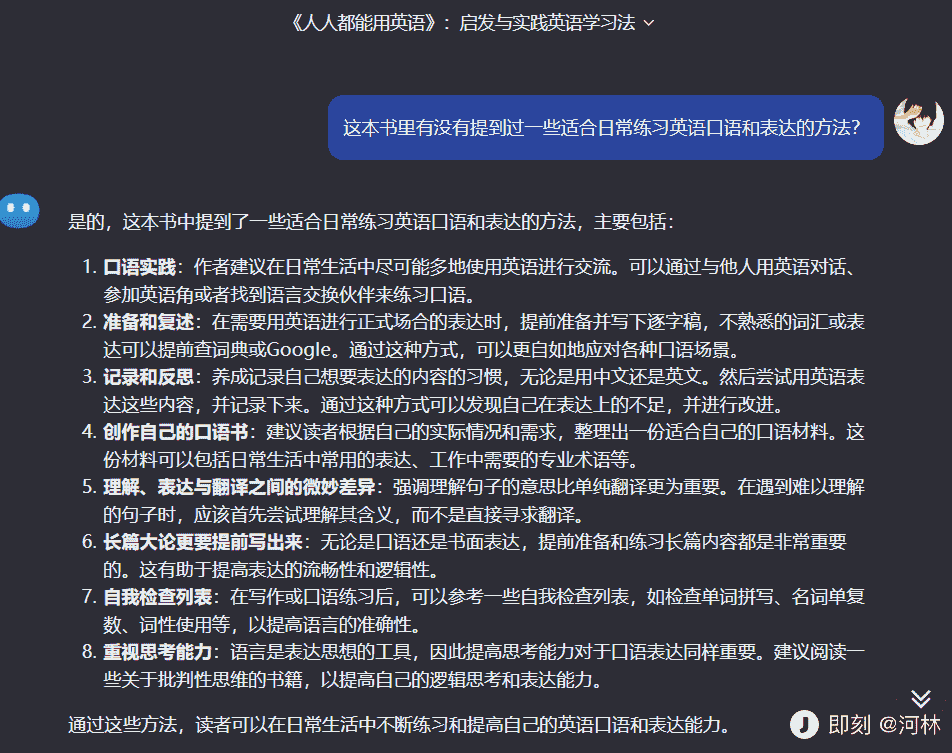 《人人都能用英语》：启发与实践英语学习法
这本书里有没有提到过一些适合日常练习英语口语和表达的方法？
是的，这本书中提到了一些适合日常练习英语口语和表达的方法，主要包括：
1. 口语实践：作者建议在日常生活中尽可能多地使用英语进行交流。可以通过与他人用英语对话、
参加英语角或者找到语言交换伙伴来练习口语。
2. 准备和复述：在需要用英语进行正式场合的表达时，提前准备并写下逐字稿，不熟悉的词汇或表
达可以提前查词典或Google。通过这种方式，可以更自如地应对各种口语场景。
3. 记录和反思：养成记录自己想要表达的内容的习惯，无论是用中文还是英文。然后尝试用英语表
达这些内容，并记录下来。通过这种方式可以发现自己在表达上的不足，并进行改进。
4. 创作自己的口语书：建议读者根据自己的实际情况和需求，整理出一份适合自己的口语材料。这
份材料可以包括日常生活中常用的表达、工作中需要的专业术语等。
5. 理解、表达与翻译之间的微妙差异：强调理解句子的意思比单纯翻译更为重要。在遇到难以理解
的句子时，应该首先尝试理解其含义，而不是直接寻求翻译。
6. 长篇大论更要提前写出来：无论是口语还是书面表达，提前准备和练习长篇内容都是非常重要
的。这有助于提高表达的流畅性和逻辑性。
7. 自我检查列表：在写作或口语练习后，可以参考一些自我检查列表，如检查单词拼写、名词单复
数、词性使用等，以提高语言的准确性。
8. 重视思考能力：语言是表达思想的工具，因此提高思考能力对于口语表达同样重要。建议阅读一
些关于批判性思维的书籍，以提高自己的逻辑思考和表达能力。
通过这些方法，读者可以在日常生活中不断练习和提高自己的英语口语和表达能力。
即刻 @河林